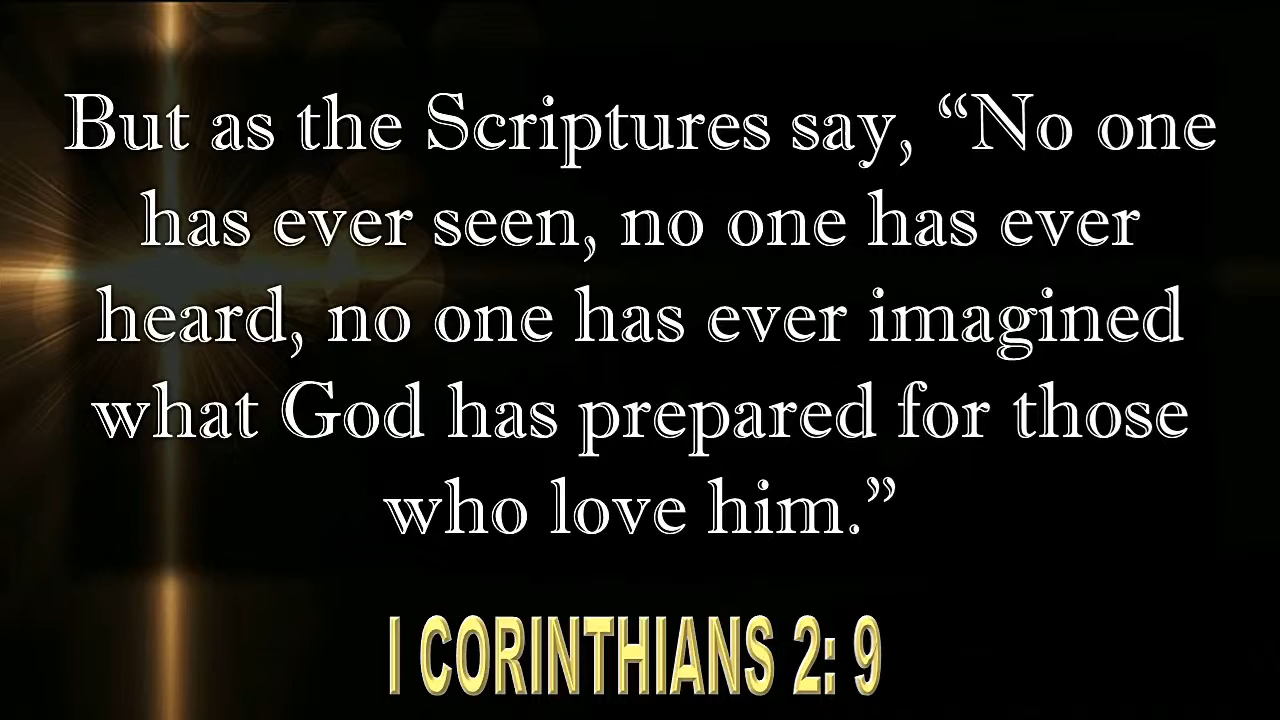 But as the Scriptures say, “No one
has ever seen, no one has ever
heard, no one has ever imagined
what God has prepared for those
who love him.”
I CORINTHIANS 2: 9